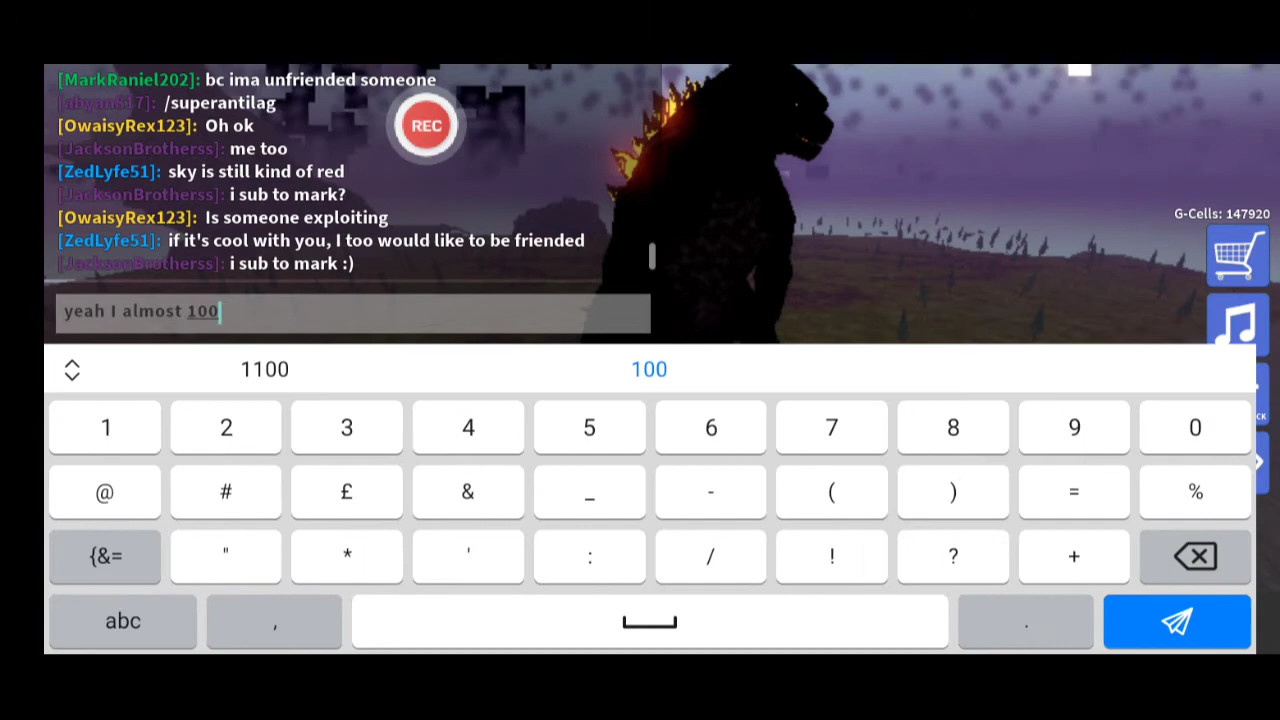 [MarkRaniel202]: bc ima unfriended someone
[abyan817]: /superantilag
REC
[OwaisyRex123]: Oh ok
[JacksonBrotherss]: me too
[ZedLyfe51]: sky is still kind of red
[JacksonBrotherss]: i sub to mark?
[OwaisyRex123]: Is someone exploiting
G-Cells: 147920
[ZedLyfe51]: if it's cool with you, I too would like to be friended
[JacksonBrotherss]: i sub to mark :)
yeah I almost 100
1100 100
1 2 3 4 5 6 7 8 9 0
@ # £ & _ - ( ) = %
{&= " * ' : / ! ? +
abc , .